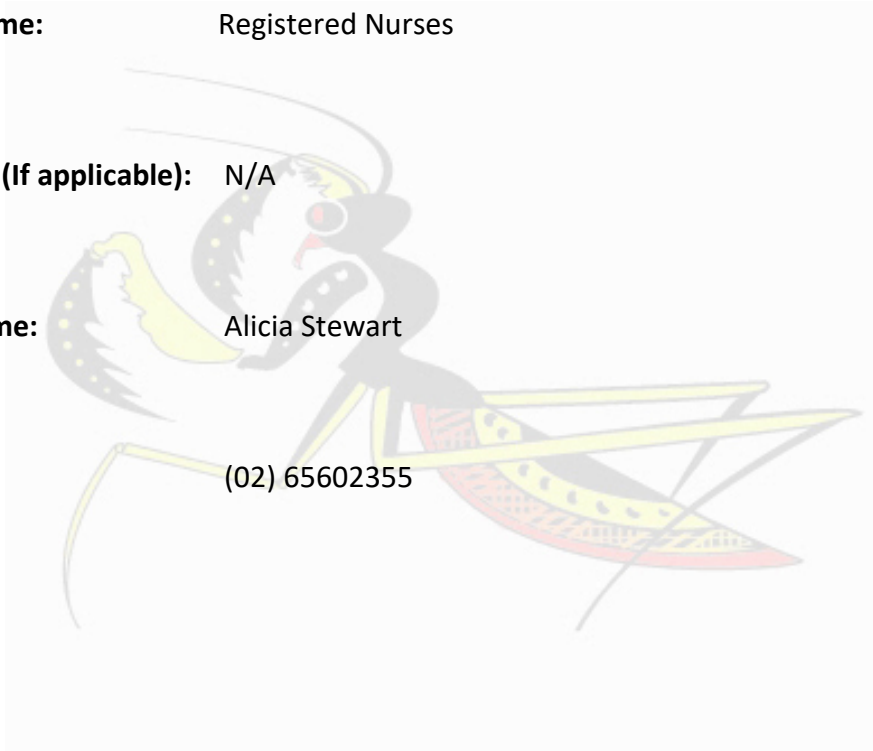 me: Registered Nurses
(If applicable): N/A
me: Alicia Stewart
(02) 65602355